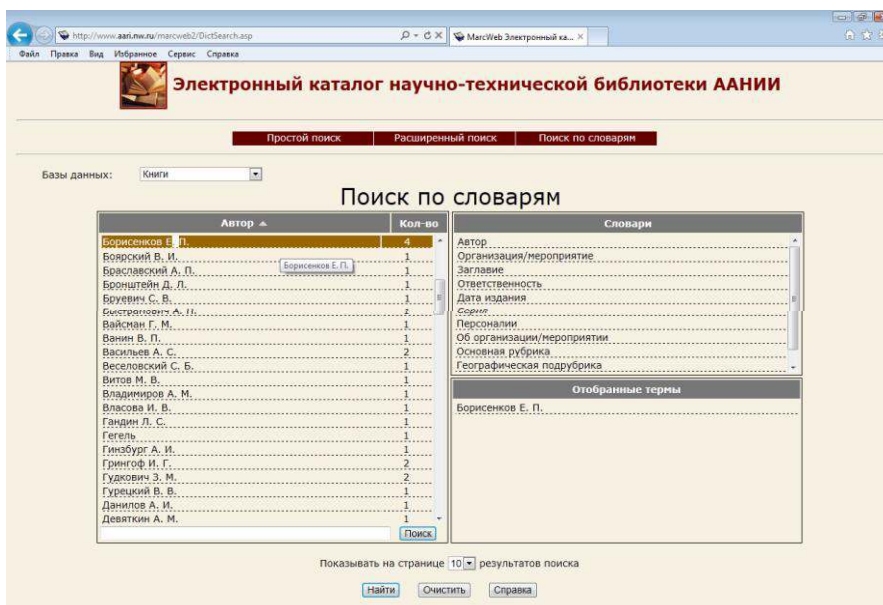 http://www.aari.nw.ru/marcweb2/DictSearch.asp
MarcWeb Электронный ка...
Файл Правка Вид Избранное Сервис Справка
Электронный каталог научно-технической библиотеки ААНИИ
Простой поиск Расширенный поиск Поиск по словарям
Базы данных: Книги
Поиск по словарям
Автор Кол-во
Борисенков Е. П. 4
Боярский В. И. 1
Борисенков Е. П.
Браславский А. П. 1
Бронштейн Д. Л. 1
Бруевич С. В. 1
Вайсман Г. М. 1
Ванин В. П. 1
Васильев А. С. 2
Веселовский С. Б. 1
Витов М. В. 1
Владимиров А. М. 1
Власова И. В. 1
Гандин Л. С. 1
Гегель 1
Гинзбург А. И. 1
Грингоф И. Г. 2
Гудкович З. М. 2
Гурецкий В. В. 1
Данилов А. И. 1
Девяткин А. М. 1
Поиск
Словари
Автор
Организация/мероприятие
Заглавие
Ответственность
Дата издания
Серия
Персоналии
Об организации/мероприятии
Основная рубрика
Географическая подрубрика
Отобранные термы
Борисенков Е. П.
Показывать на странице 10 результатов поиска
Найти Очистить Справка